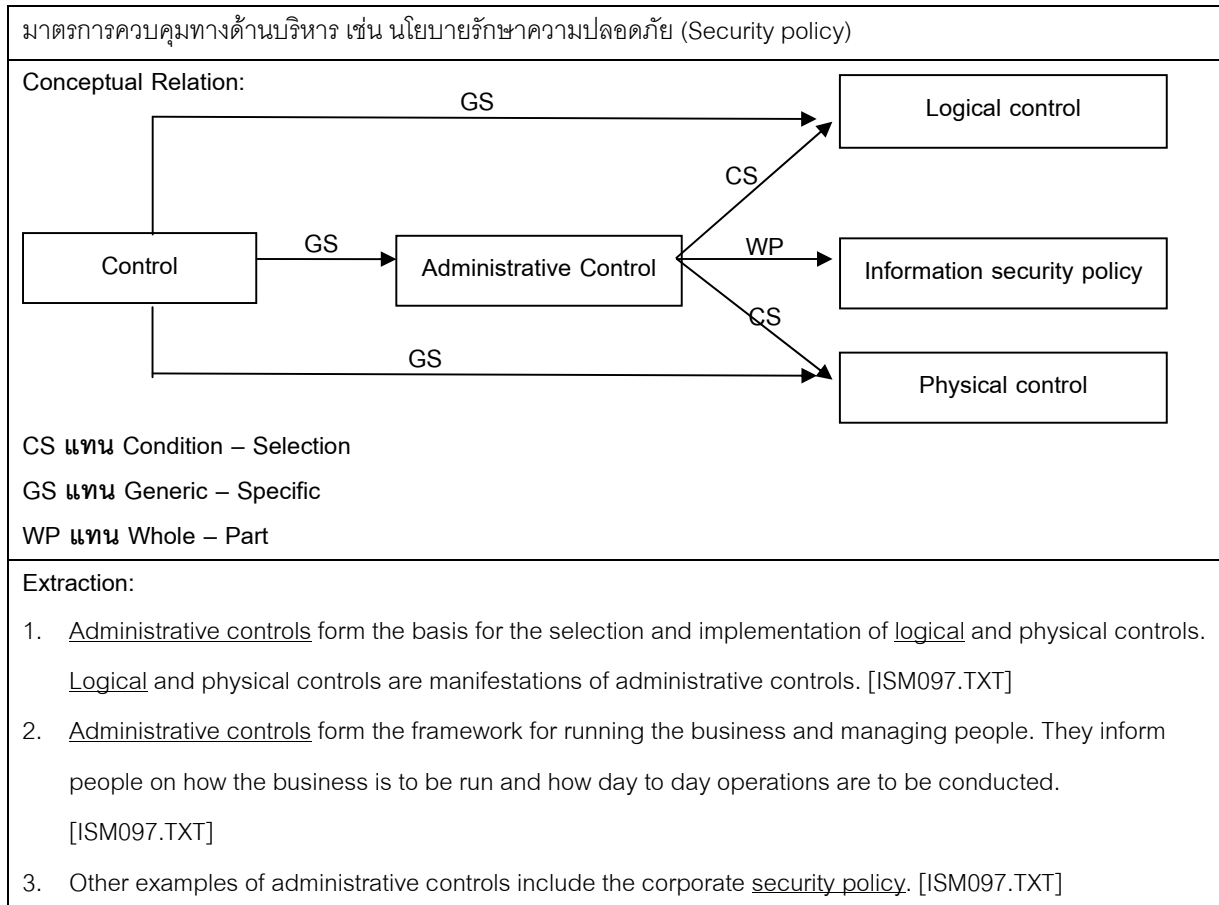 มาตรการควบคุมทางด้านบริหาร เช่น นโยบายรักษาความปลอดภัย (Security policy)
Conceptual Relation:
GS
Logical control
CS
Control
GS
Administrative Control
WP
Information security policy
CS
GS
Physical control
CS แทน Condition – Selection
GS แทน Generic – Specific
WP แทน Whole – Part
Extraction:
1. Administrative controls form the basis for the selection and implementation of logical and physical controls.
Logical and physical controls are manifestations of administrative controls. [ISM097.TXT]
2. Administrative controls form the framework for running the business and managing people. They inform
people on how the business is to be run and how day to day operations are to be conducted.
[ISM097.TXT]
3. Other examples of administrative controls include the corporate security policy. [ISM097.TXT]